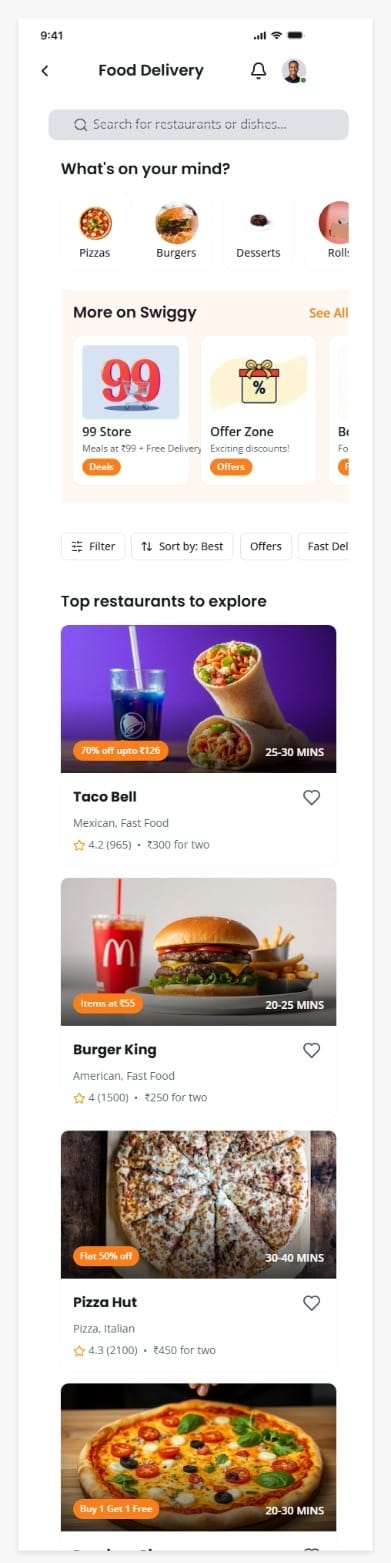 9:41
Food Delivery
Search for restaurants or dishes...
What's on your mind?
Pizzas
Burgers
Desserts
Rolls
More on Swiggy
See All
99
%
99 Store
Offer Zone
Meals at ₹99 + Free Delivery
Exciting discounts!
Deals
Offers
Filter
Sort by: Best
Offers
Fast Del
Top restaurants to explore
70% off upto ₹126
25-30 MINS
Taco Bell
Mexican, Fast Food
4.2 (965) • ₹300 for two
Items at ₹55
20-25 MINS
Burger King
American, Fast Food
4 (1500) • ₹250 for two
Flat 50% off
30-40 MINS
Pizza Hut
Pizza, Italian
4.3 (2100) • ₹450 for two
Buy 1 Get 1 Free
20-30 MINS